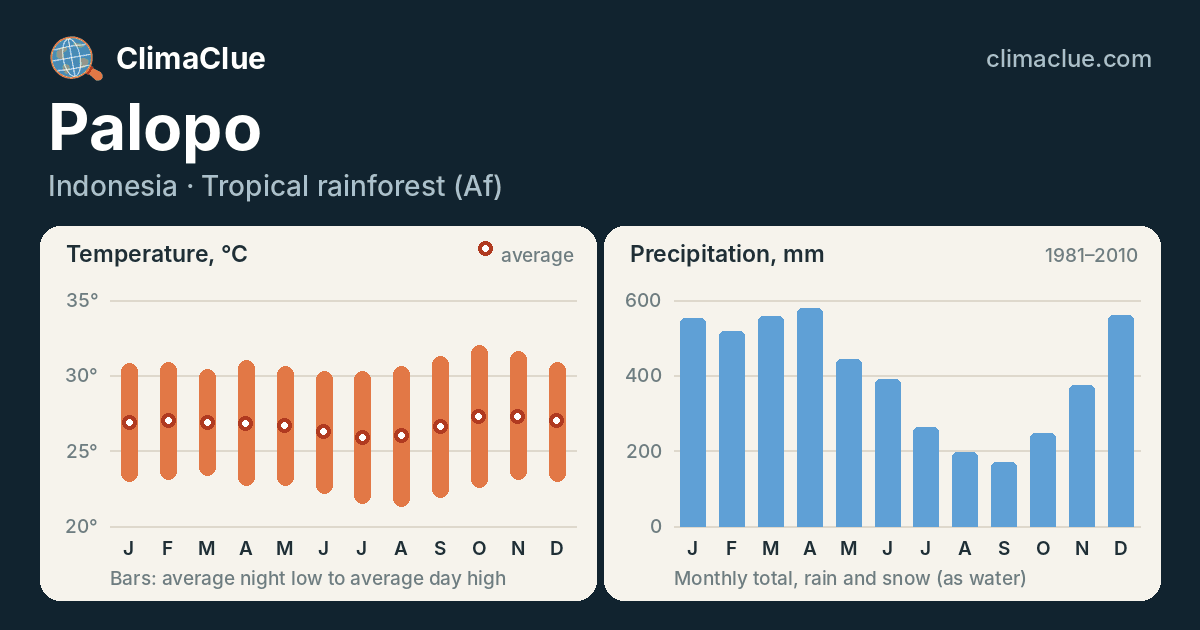 ClimaClue
climaclue.com
Palopo
Indonesia · Tropical rainforest (Af)
Temperature, °C
average
35°
30°
25°
20°
J F M A M J J A S O N D
Bars: average night low to average day high
Precipitation, mm
1981–2010
600
400
200
0
J F M A M J J A S O N D
Monthly total, rain and snow (as water)